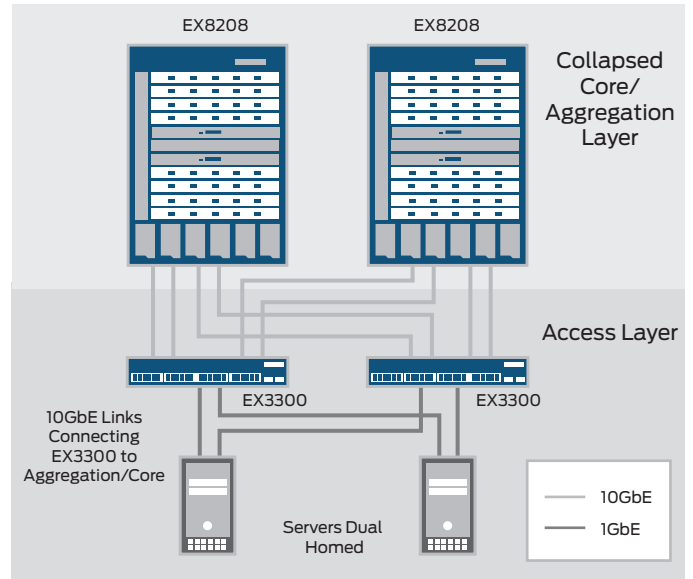 EX8208
EX8208
Collapsed
Core/
Aggregation
Layer
Access Layer
EX3300
EX3300
10GbE Links
Connecting
EX3300 to
Aggregation/Core
Servers Dual
Homed
10GbE
1GbE